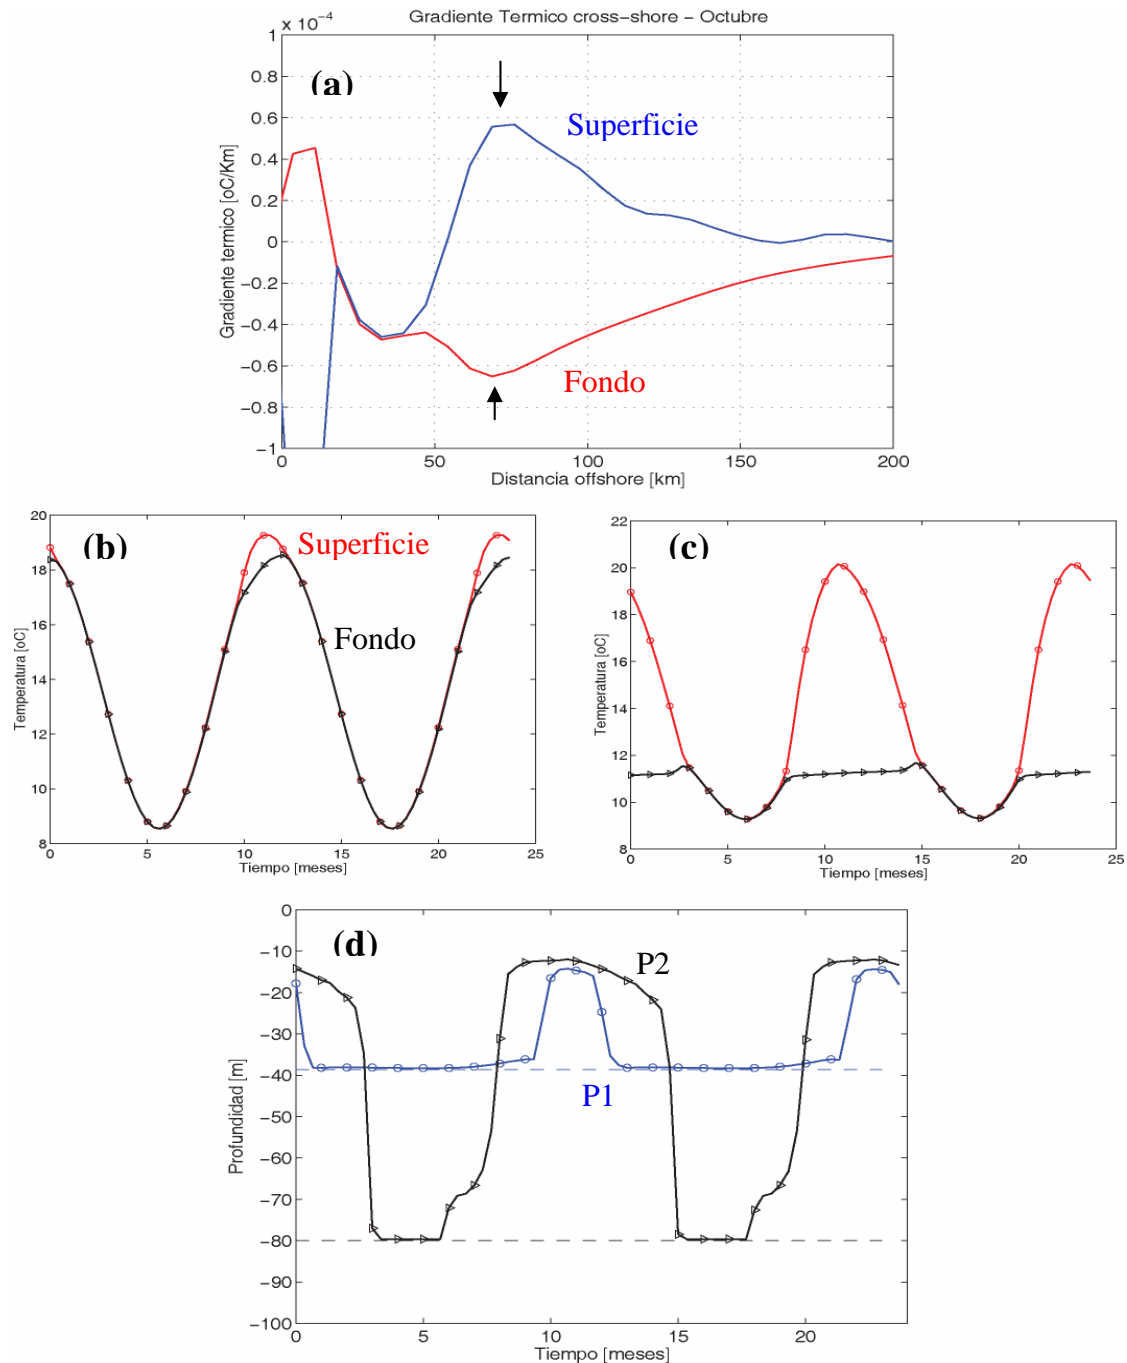 Gradiente Termico cross-shore - Octubre
x 10⁻⁴
1
0.8
0.6
0.4
0.2
0
-0.2
-0.4
-0.6
-0.8
-1
Gradiente termico [oC/Km]
(a)
Superficie
Fondo
0 50 100 150 200
Distancia offshore [km]
20
18
16
14
12
10
8
Temperatura [oC]
(b)
Superficie
Fondo
0 5 10 15 20 25
Tiempo [meses]
22
20
18
16
14
12
10
8
Temperatura [oC]
(c)
0 5 10 15 20 25
Tiempo [meses]
0
-10
-20
-30
-40
-50
-60
-70
-80
-90
-100
Profundidad [m]
(d)
P2
P1
0 5 10 15 20
Tiempo [meses]